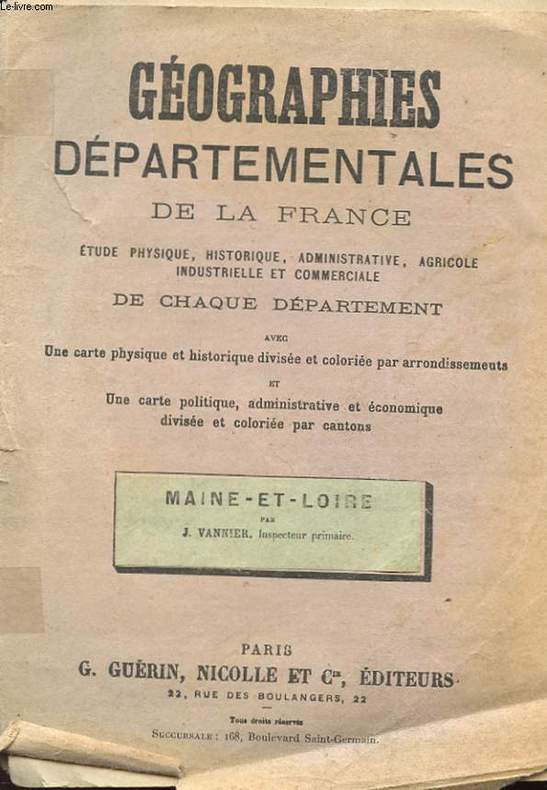 Le-livre.com
GÉOGRAPHIES
DÉPARTEMENTALES
DE LA FRANCE
ÉTUDE PHYSIQUE, HISTORIQUE, ADMINISTRATIVE, AGRICOLE
INDUSTRIELLE ET COMMERCIALE
DE CHAQUE DÉPARTEMENT
AVEC
Une carte physique et historique divisée et coloriée par arrondissements
ET
Une carte politique, administrative et économique
divisée et coloriée par cantons
MAINE-ET-LOIRE
PAR
J. VANNIER, Inspecteur primaire.
PARIS
G. GUÉRIN, NICOLLE ET Cie, ÉDITEURS
22, RUE DES BOULANGERS, 22
Tous droits réservés
SUCCURSALE : 168, Boulevard Saint-Germain.